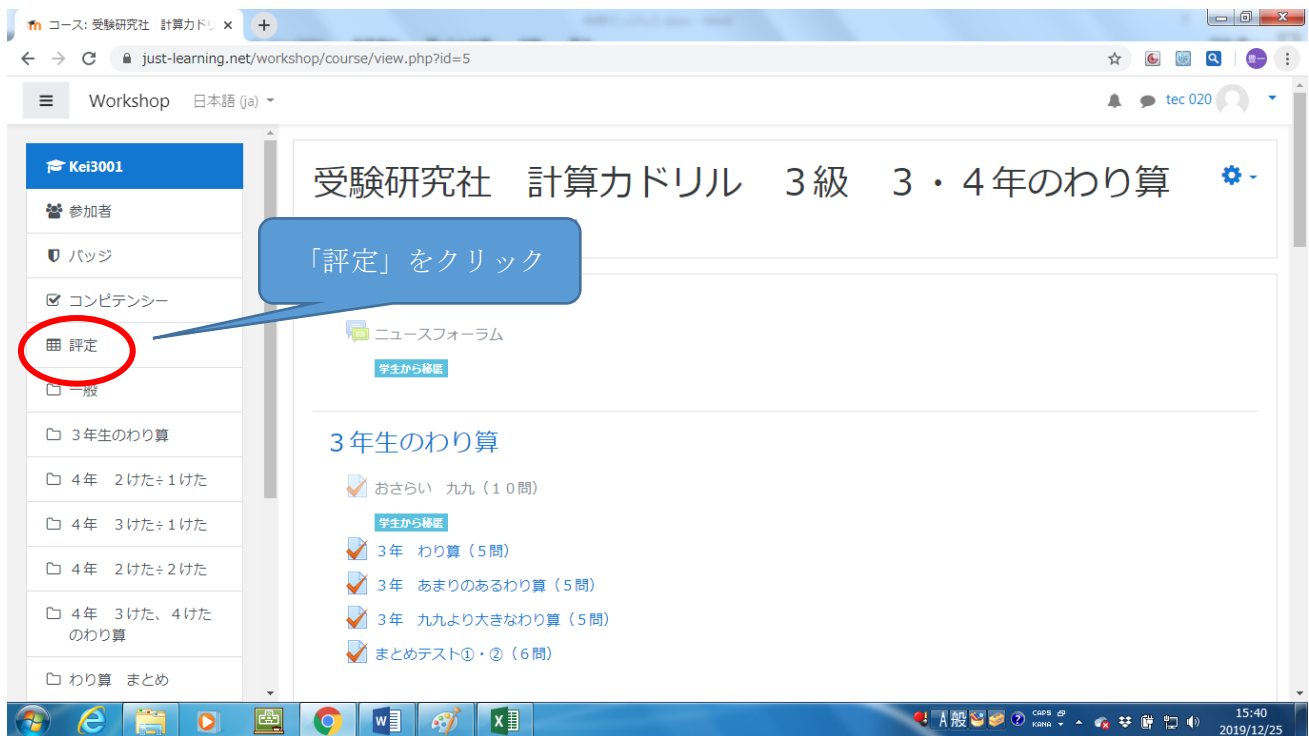 コース: 受験研究社 計算力ドリ
just-learning.net/workshop/course/view.php?id=5
Workshop 日本語 (ja)
tec 020
Kei3001
参加者
バッジ
コンピテンシー
評定
一般
３年生のわり算
４年　２けた÷１けた
４年　３けた÷１けた
４年　２けた÷２けた
４年　３けた、４けた
のわり算
わり算　まとめ
受験研究社　計算力ドリル　３級　３・４年のわり算
「評定」をクリック
ニュースフォーラム
学生から秘匿
３年生のわり算
おさらい　九九（１０問）
学生から秘匿
３年　わり算（５問）
３年　あまりのあるわり算（５問）
３年　九九より大きなわり算（５問）
まとめテスト①・②（６問）
A 般
CAPS
KANA
15:40
2019/12/25